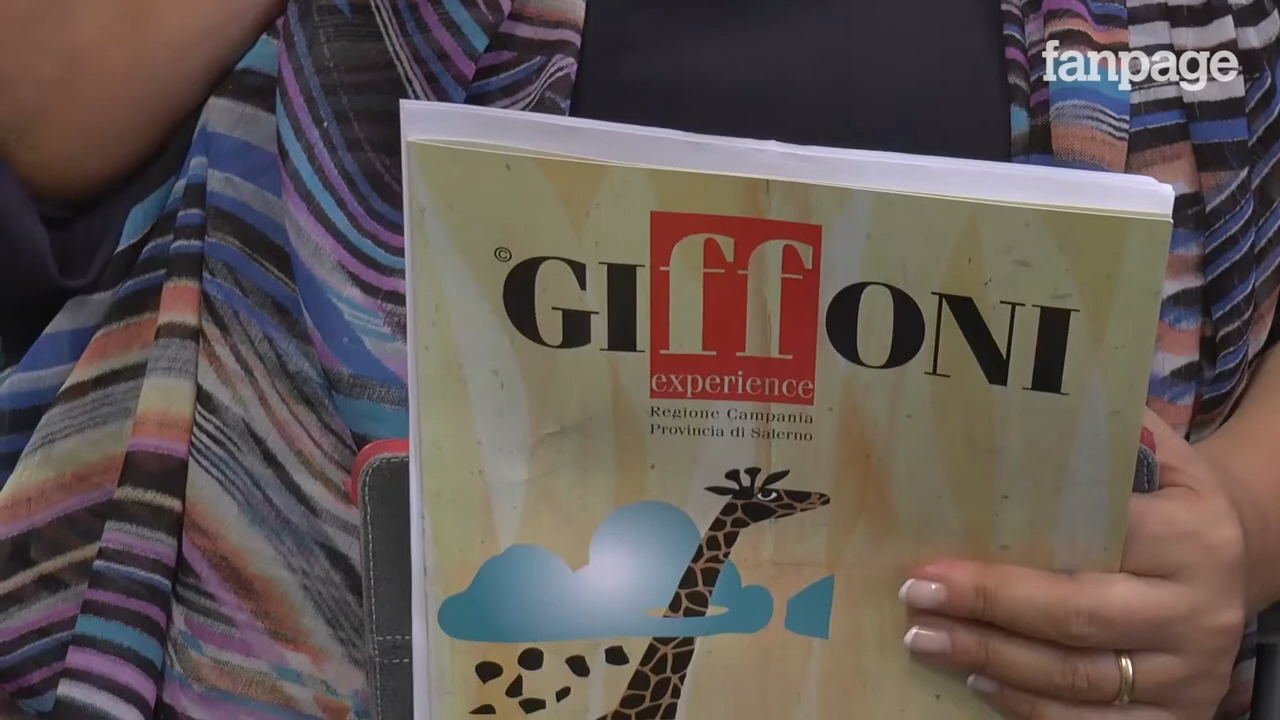 fanpage
© GIffONI
experience
Regione Campania
Provincia di Salerno